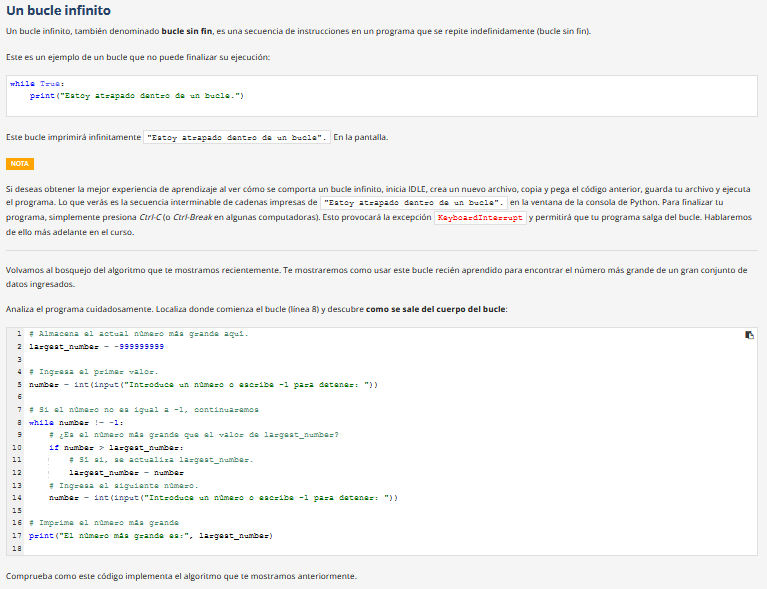 Un bucle infinito
Un bucle infinito, también denominado bucle sin fin, es una secuencia de instrucciones en un programa que se repite indefinidamente (bucle sin fin).
Este es un ejemplo de un bucle que no puede finalizar su ejecución:
while True:
    print("Estoy atrapado dentro de un bucle.")
Este bucle imprimirá infinitamente "Estoy atrapado dentro de un bucle". En la pantalla.
NOTA
Si deseas obtener la mejor experiencia de aprendizaje al ver cómo se comporta un bucle infinito, inicia IDLE, crea un nuevo archivo, copia y pega el código anterior, guarda tu archivo y ejecuta
el programa. Lo que verás es la secuencia interminable de cadenas impresas de "Estoy atrapado dentro de un bucle". en la ventana de la consola de Python. Para finalizar tu
programa, simplemente presiona Ctrl-C (o Ctrl-Break en algunas computadoras). Esto provocará la excepción KeyboardInterrupt y permitirá que tu programa salga del bucle. Hablaremos
de ello más adelante en el curso.
Volvamos al bosquejo del algoritmo que te mostramos recientemente. Te mostraremos como usar este bucle recién aprendido para encontrar el número más grande de un gran conjunto de
datos ingresados.
Analiza el programa cuidadosamente. Localiza donde comienza el bucle (línea 8) y descubre como se sale del cuerpo del bucle:
1 # Almacena el actual número más grande aquí.
2 largest_number = -999999999
3
4 # Ingresa el primer valor.
5 number = int(input("Introduce un número o escribe -1 para detener: "))
6
7 # Si el número no es igual a -1, continuaremos
8 while number != -1:
9     # ¿Es el número más grande que el valor de largest_number?
10     if number > largest_number:
11         # Si sí, se actualiza largest_number.
12         largest_number = number
13     # Ingresa el siguiente número.
14     number = int(input("Introduce un número o escribe -1 para detener: "))
15
16 # Imprime el número más grande
17 print("El número más grande es:", largest_number)
18
Comprueba como este código implementa el algoritmo que te mostramos anteriormente.